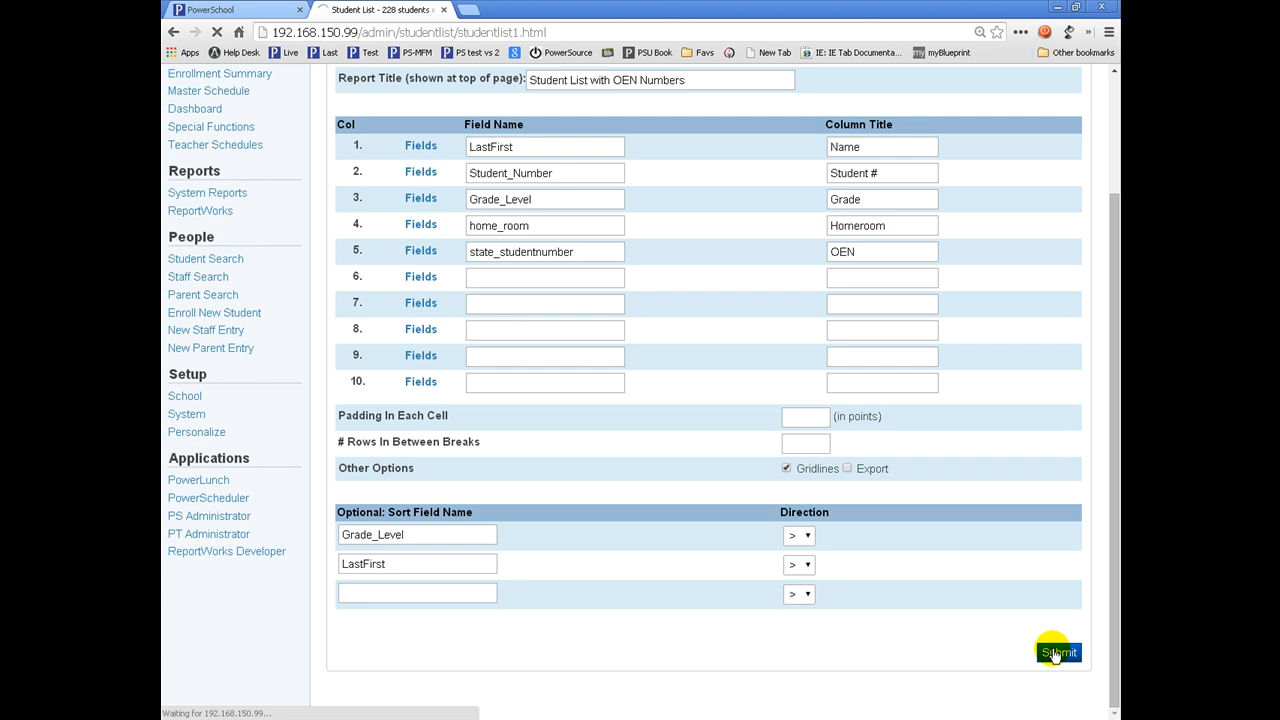 PowerSchool
Student List - 228 students
192.168.150.99/admin/studentlist/studentlist1.html
Apps Help Desk Live Last Test PS-MFM PS test vs 2 PowerSource PSU Book Favs New Tab IE: IE Tab Documenta... myBlueprint Other bookmarks
Enrollment Summary
Master Schedule
Dashboard
Special Functions
Teacher Schedules
Reports
System Reports
ReportWorks
People
Student Search
Staff Search
Parent Search
Enroll New Student
New Staff Entry
New Parent Entry
Setup
School
System
Personalize
Applications
PowerLunch
PowerScheduler
PS Administrator
PT Administrator
ReportWorks Developer
Report Title (shown at top of page): Student List with OEN Numbers
Col Field Name Column Title
1. Fields LastFirst Name
2. Fields Student_Number Student #
3. Fields Grade_Level Grade
4. Fields home_room Homeroom
5. Fields state_studentnumber OEN
6. Fields
7. Fields
8. Fields
9. Fields
10. Fields
Padding In Each Cell (in points)
# Rows In Between Breaks
Other Options Gridlines Export
Optional: Sort Field Name Direction
Grade_Level >
LastFirst >
>
Submit
Waiting for 192.168.150.99...